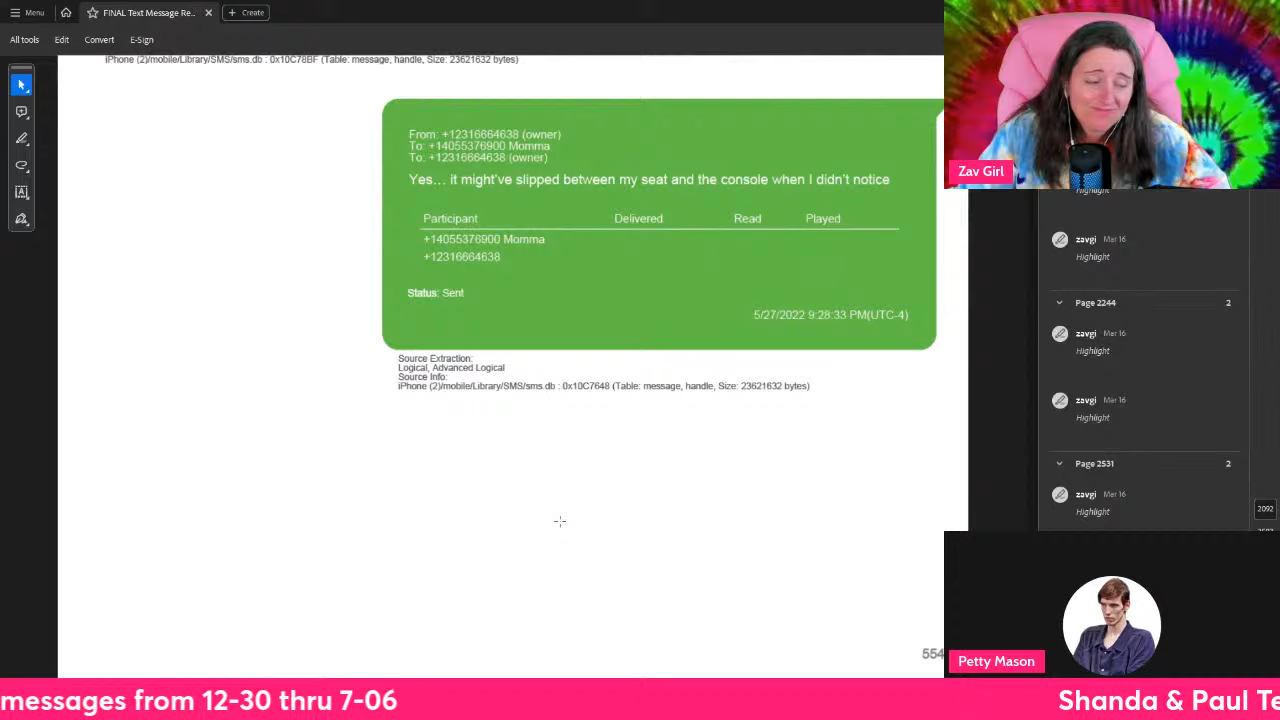 Menu
FINAL Text Message Re...
Create
All tools
Edit
Convert
E-Sign
iPhone (2)/mobile/Library/SMS/sms.db : 0x10C78BF (Table: message, handle, Size: 23621632 bytes)
From: +12316664638 (owner)
To: +14055376900 Momma
To: +12316664638 (owner)
Yes... it might've slipped between my seat and the console when I didn't notice
Participant Delivered Read Played
+14055376900 Momma
+12316664638
Status: Sent
5/27/2022 9:28:33 PM(UTC-4)
Source Extraction:
Logical, Advanced Logical
Source Info:
iPhone (2)/mobile/Library/SMS/sms.db : 0x10C7648 (Table: message, handle, Size: 23621632 bytes)
554
Zav Girl
Highlight
zavgi Mar 16
Highlight
Page 2244 2
zavgi Mar 16
Highlight
zavgi Mar 16
Highlight
Page 2531 2
zavgi Mar 16
Highlight
2092
Petty Mason
messages from 12-30 thru 7-06
Shanda & Paul Te